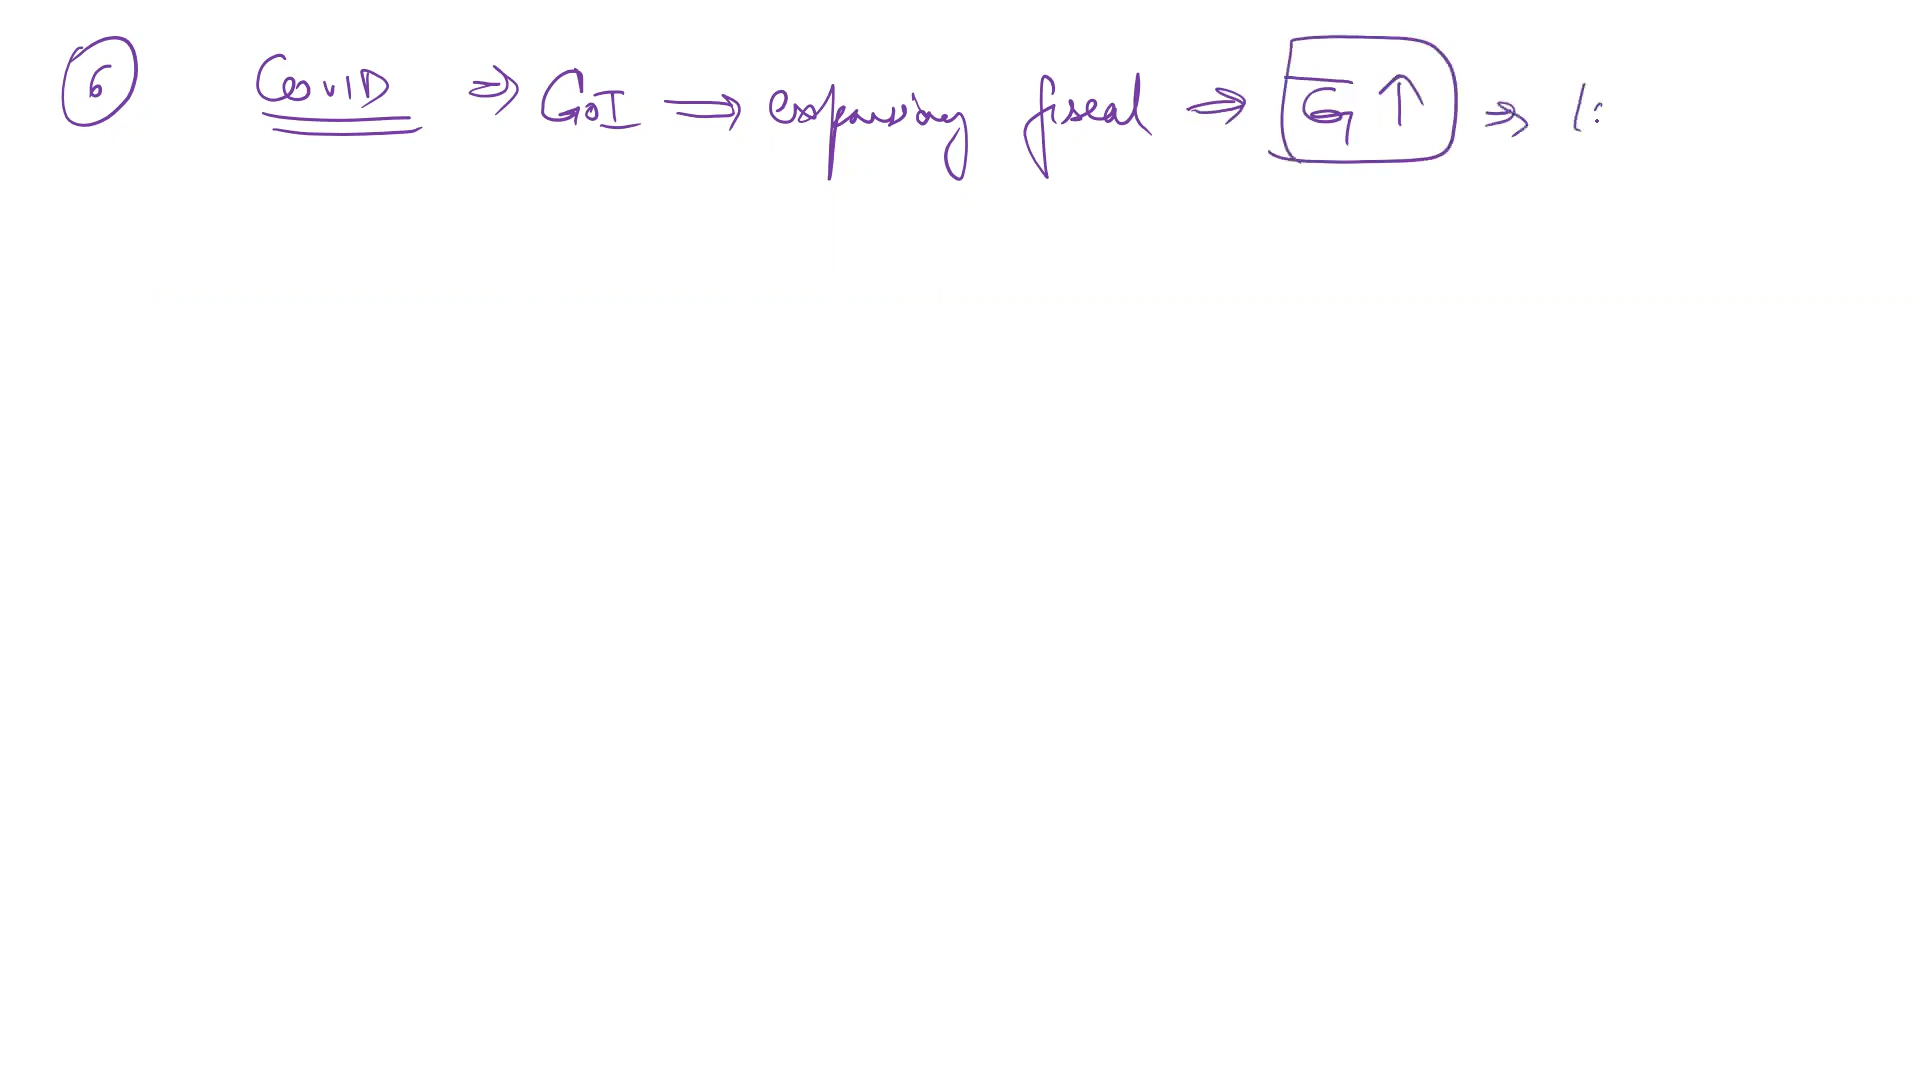 6 CovID ⇒ GoI ⇒ expansionary fiscal ⇒ G ↑ ⇒